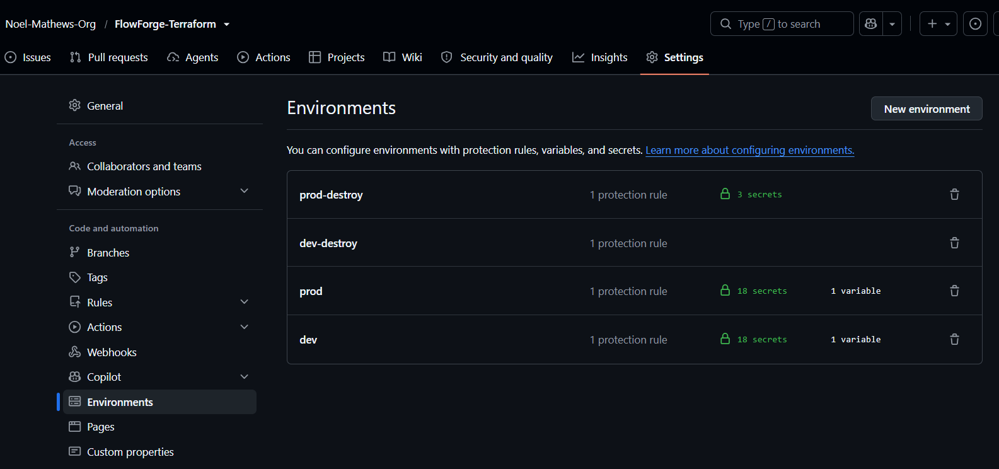 Noel-Mathews-Org / FlowForge-Terraform
Type / to search
Issues Pull requests Agents Actions Projects Wiki Security and quality Insights Settings
General
Access
Collaborators and teams
Moderation options
Code and automation
Branches
Tags
Rules
Actions
Webhooks
Copilot
Environments
Pages
Custom properties
Environments
New environment
You can configure environments with protection rules, variables, and secrets. Learn more about configuring environments.
prod-destroy 1 protection rule 3 secrets
dev-destroy 1 protection rule
prod 1 protection rule 18 secrets 1 variable
dev 1 protection rule 18 secrets 1 variable